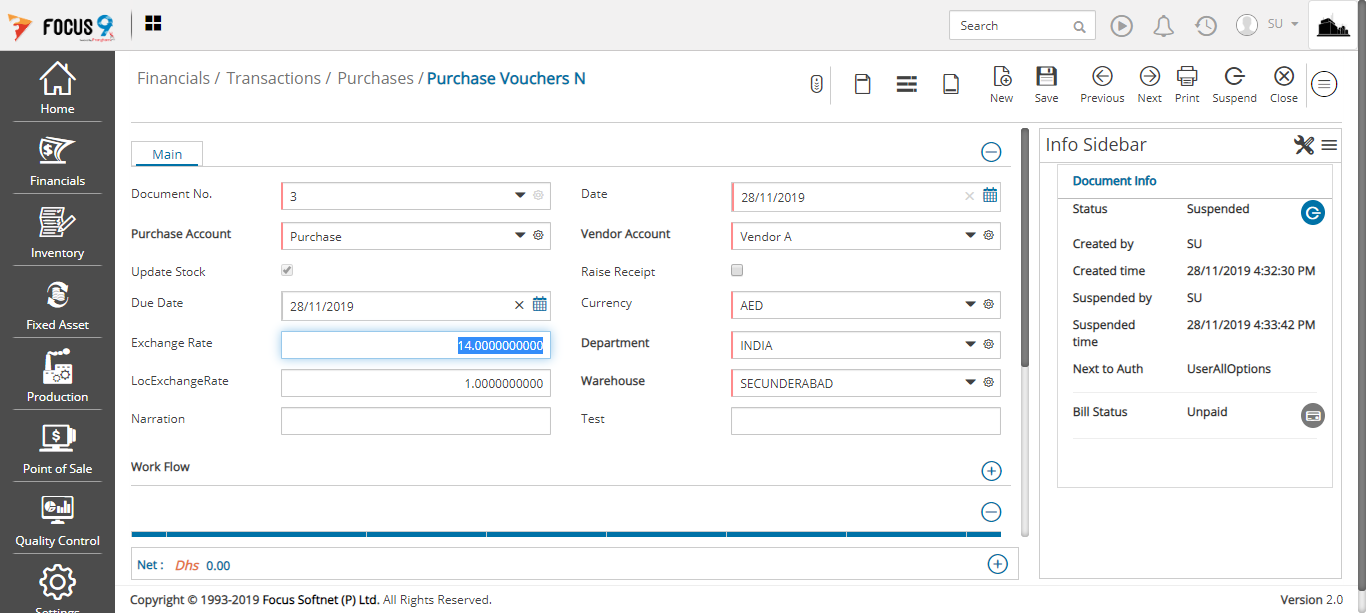 FOCUS 9
Search
SU
Home
Financials
Inventory
Fixed Asset
Production
Point of Sale
Quality Control
Settings
Financials / Transactions / Purchases / Purchase Vouchers N
New
Save
Previous
Next
Print
Suspend
Close
Main
Document No. 3
Date 28/11/2019
Purchase Account Purchase
Vendor Account Vendor A
Update Stock
Raise Receipt
Due Date 28/11/2019
Currency AED
Exchange Rate 14.0000000000
Department INDIA
LocExchangeRate 1.0000000000
Warehouse SECUNDERABAD
Narration
Test
Work Flow
Net : Dhs 0.00
Info Sidebar
Document Info
Status Suspended
Created by SU
Created time 28/11/2019 4:32:30 PM
Suspended by SU
Suspended time 28/11/2019 4:33:42 PM
Next to Auth UserAllOptions
Bill Status Unpaid
Copyright © 1993-2019 Focus Softnet (P) Ltd. All Rights Reserved.
Version 2.0